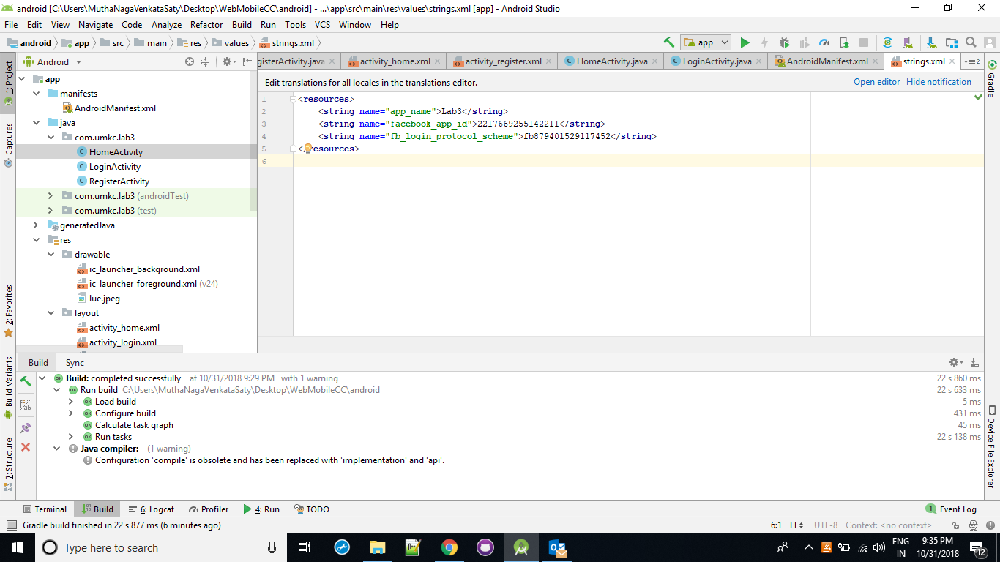 android [C:\Users\MuthaNagaVenkataSaty\Desktop\WebMobileCC\android] - ...\app\src\main\res\values\strings.xml [app] - Android Studio
File Edit View Navigate Code Analyze Refactor Build Run Tools VCS Window Help
android app src main res values strings.xml app
1: Project
Captures
2: Favorites
Build Variants
7: Structure
Android
gisterActivity.java activity_home.xml activity_register.xml HomeActivity.java LoginActivity.java AndroidManifest.xml strings.xml 2
app
manifests
AndroidManifest.xml
java
com.umkc.lab3
HomeActivity
LoginActivity
RegisterActivity
com.umkc.lab3 (androidTest)
com.umkc.lab3 (test)
generatedJava
res
drawable
ic_launcher_background.xml
ic_launcher_foreground.xml (v24)
lue.jpeg
layout
activity_home.xml
activity_login.xml
Edit translations for all locales in the translations editor. Open editor Hide notification
1 <resources>
2 <string name="app_name">Lab3</string>
3 <string name="facebook_app_id">2217669255142211</string>
4 <string name="fb_login_protocol_scheme">fb879401529117452</string>
5 </resources>
6
Gradle
Device File Explorer
Build Sync
Build: completed successfully at 10/31/2018 9:29 PM with 1 warning 22 s 860 ms
Run build C:\Users\MuthaNagaVenkataSaty\Desktop\WebMobileCC\android 22 s 633 ms
Load build 5 ms
Configure build 431 ms
Calculate task graph 45 ms
Run tasks 22 s 138 ms
Java compiler: (1 warning)
Configuration 'compile' is obsolete and has been replaced with 'implementation' and 'api'.
Terminal Build 6: Logcat Profiler 4: Run TODO 1 Event Log
Gradle build finished in 22 s 877 ms (6 minutes ago) 6:1 LF UTF-8 Context: <no context>
Type here to search
ENG
IN
9:35 PM
10/31/2018
12